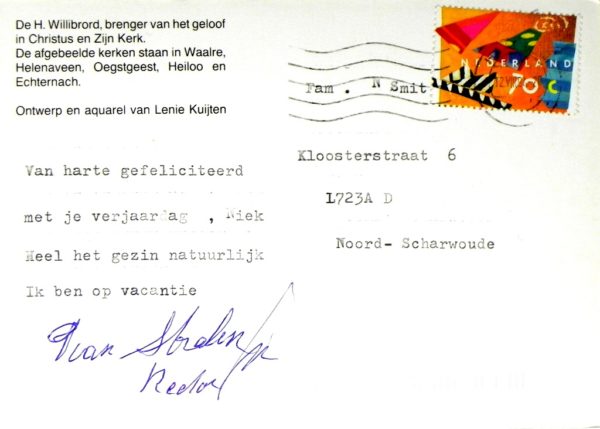 De H. Willibrord, brenger van het geloof
in Christus en Zijn Kerk.
De afgebeelde kerken staan in Waalre,
Helenaveen, Oegstgeest, Heiloo en
Echternach.
Ontwerp en aquarel van Lenie Kuijten
NEDERLAND
70 c
Fam. N Smit
Kloosterstraat 6
L723A D
Noord- Scharwoude
Van harte gefeliciteerd
met je verjaardag , Niek
Heel het gezin natuurlijk
Ik ben op vacantie